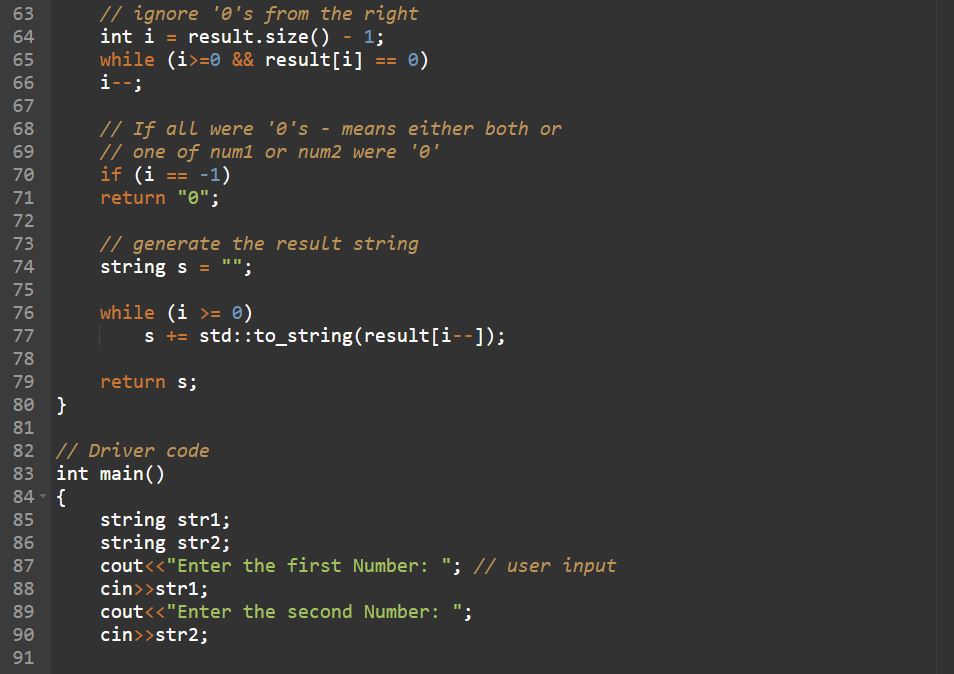 63 // ignore '0's from the right
64 int i = result.size() - 1;
65 while (i>=0 && result[i] == 0)
66 i--;
67
68 // If all were '0's - means either both or
69 // one of num1 or num2 were '0'
70 if (i == -1)
71 return "0";
72
73 // generate the result string
74 string s = "";
75
76 while (i >= 0)
77 s += std::to_string(result[i--]);
78
79 return s;
80 }
81
82 // Driver code
83 int main()
84 {
85 string str1;
86 string str2;
87 cout<<"Enter the first Number: "; // user input
88 cin>>str1;
89 cout<<"Enter the second Number: ";
90 cin>>str2;
91